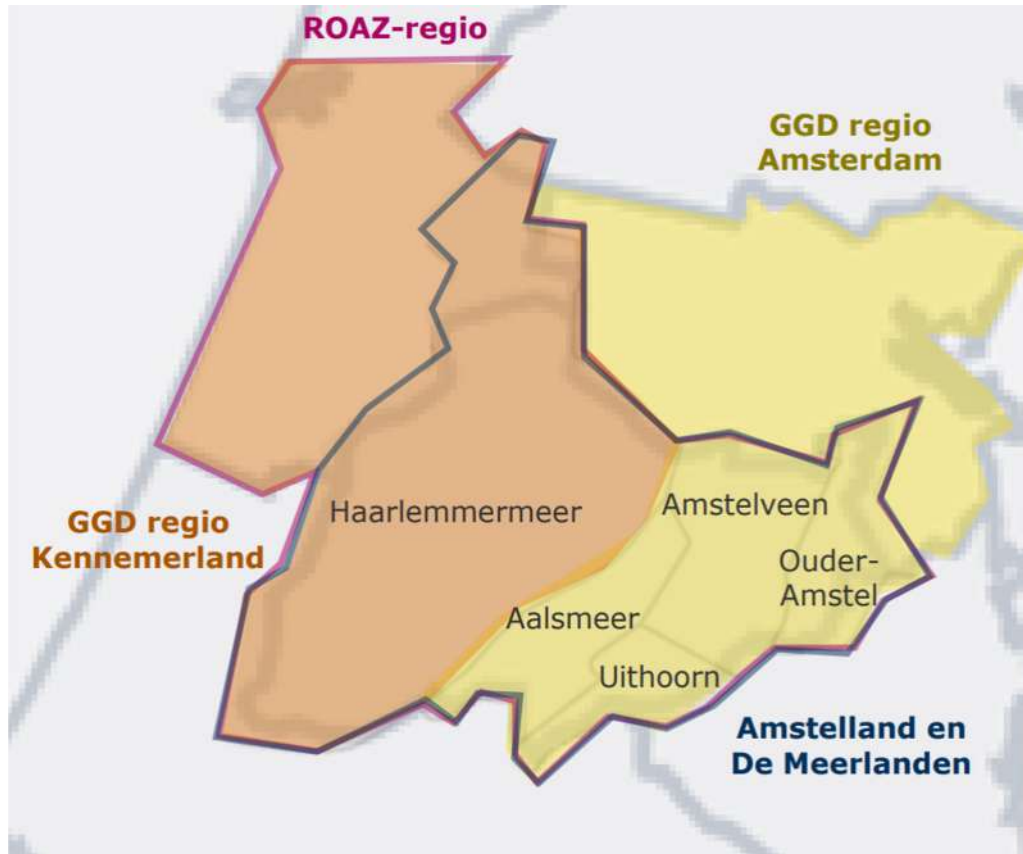 ROAZ-regio
GGD regio
Amsterdam
Haarlemmermeer
Amstelveen
GGD regio
Kennemerland
Ouder-
Amstel
Aalsmeer
Uithoorn
Amstelland en
De Meerlanden